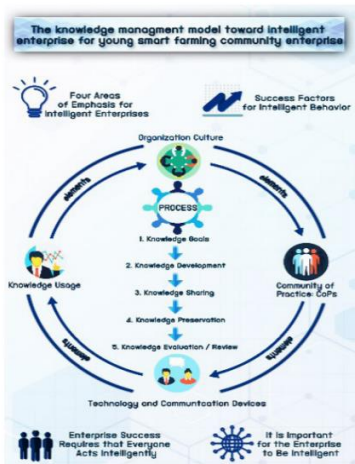 The knowledge managment model toward intelligent
enterprise for young smart farming community enterprise
Four Areas
of Emphasis for
Intelligent Enterprises
Success Factors
for Intelligent Behavior
Organization Culture
elements
elements
PROCESS
1. Knowledge Goals
2. Knowledge Development
3. Knowledge Sharing
4. Knowledge Preservation
5. Knowledge Evaluation / Review
Knowledge Usage
Community of
Practice: CoPs
elements
elements
Technology and Communtcation Devices
Enterprise Success
Requires that Everyone
Acts Intelligently
It is Important
for the Enterprise
to Be Intelligent